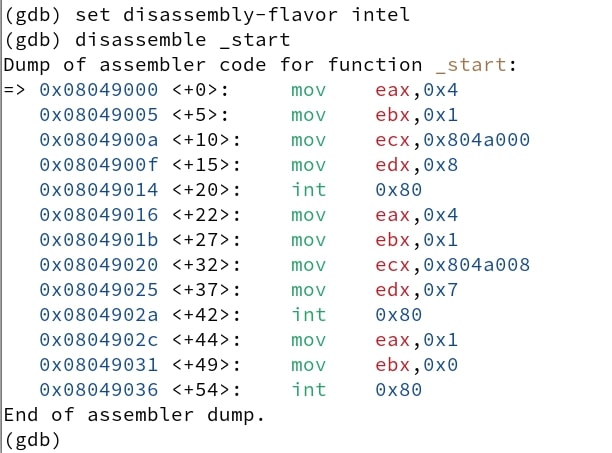 (gdb) set disassembly-flavor intel
(gdb) disassemble _start
Dump of assembler code for function _start:
=> 0x08049000 <+0>:     mov    eax,0x4
   0x08049005 <+5>:     mov    ebx,0x1
   0x0804900a <+10>:    mov    ecx,0x804a000
   0x0804900f <+15>:    mov    edx,0x8
   0x08049014 <+20>:    int    0x80
   0x08049016 <+22>:    mov    eax,0x4
   0x0804901b <+27>:    mov    ebx,0x1
   0x08049020 <+32>:    mov    ecx,0x804a008
   0x08049025 <+37>:    mov    edx,0x7
   0x0804902a <+42>:    int    0x80
   0x0804902c <+44>:    mov    eax,0x1
   0x08049031 <+49>:    mov    ebx,0x0
   0x08049036 <+54>:    int    0x80
End of assembler dump.
(gdb)